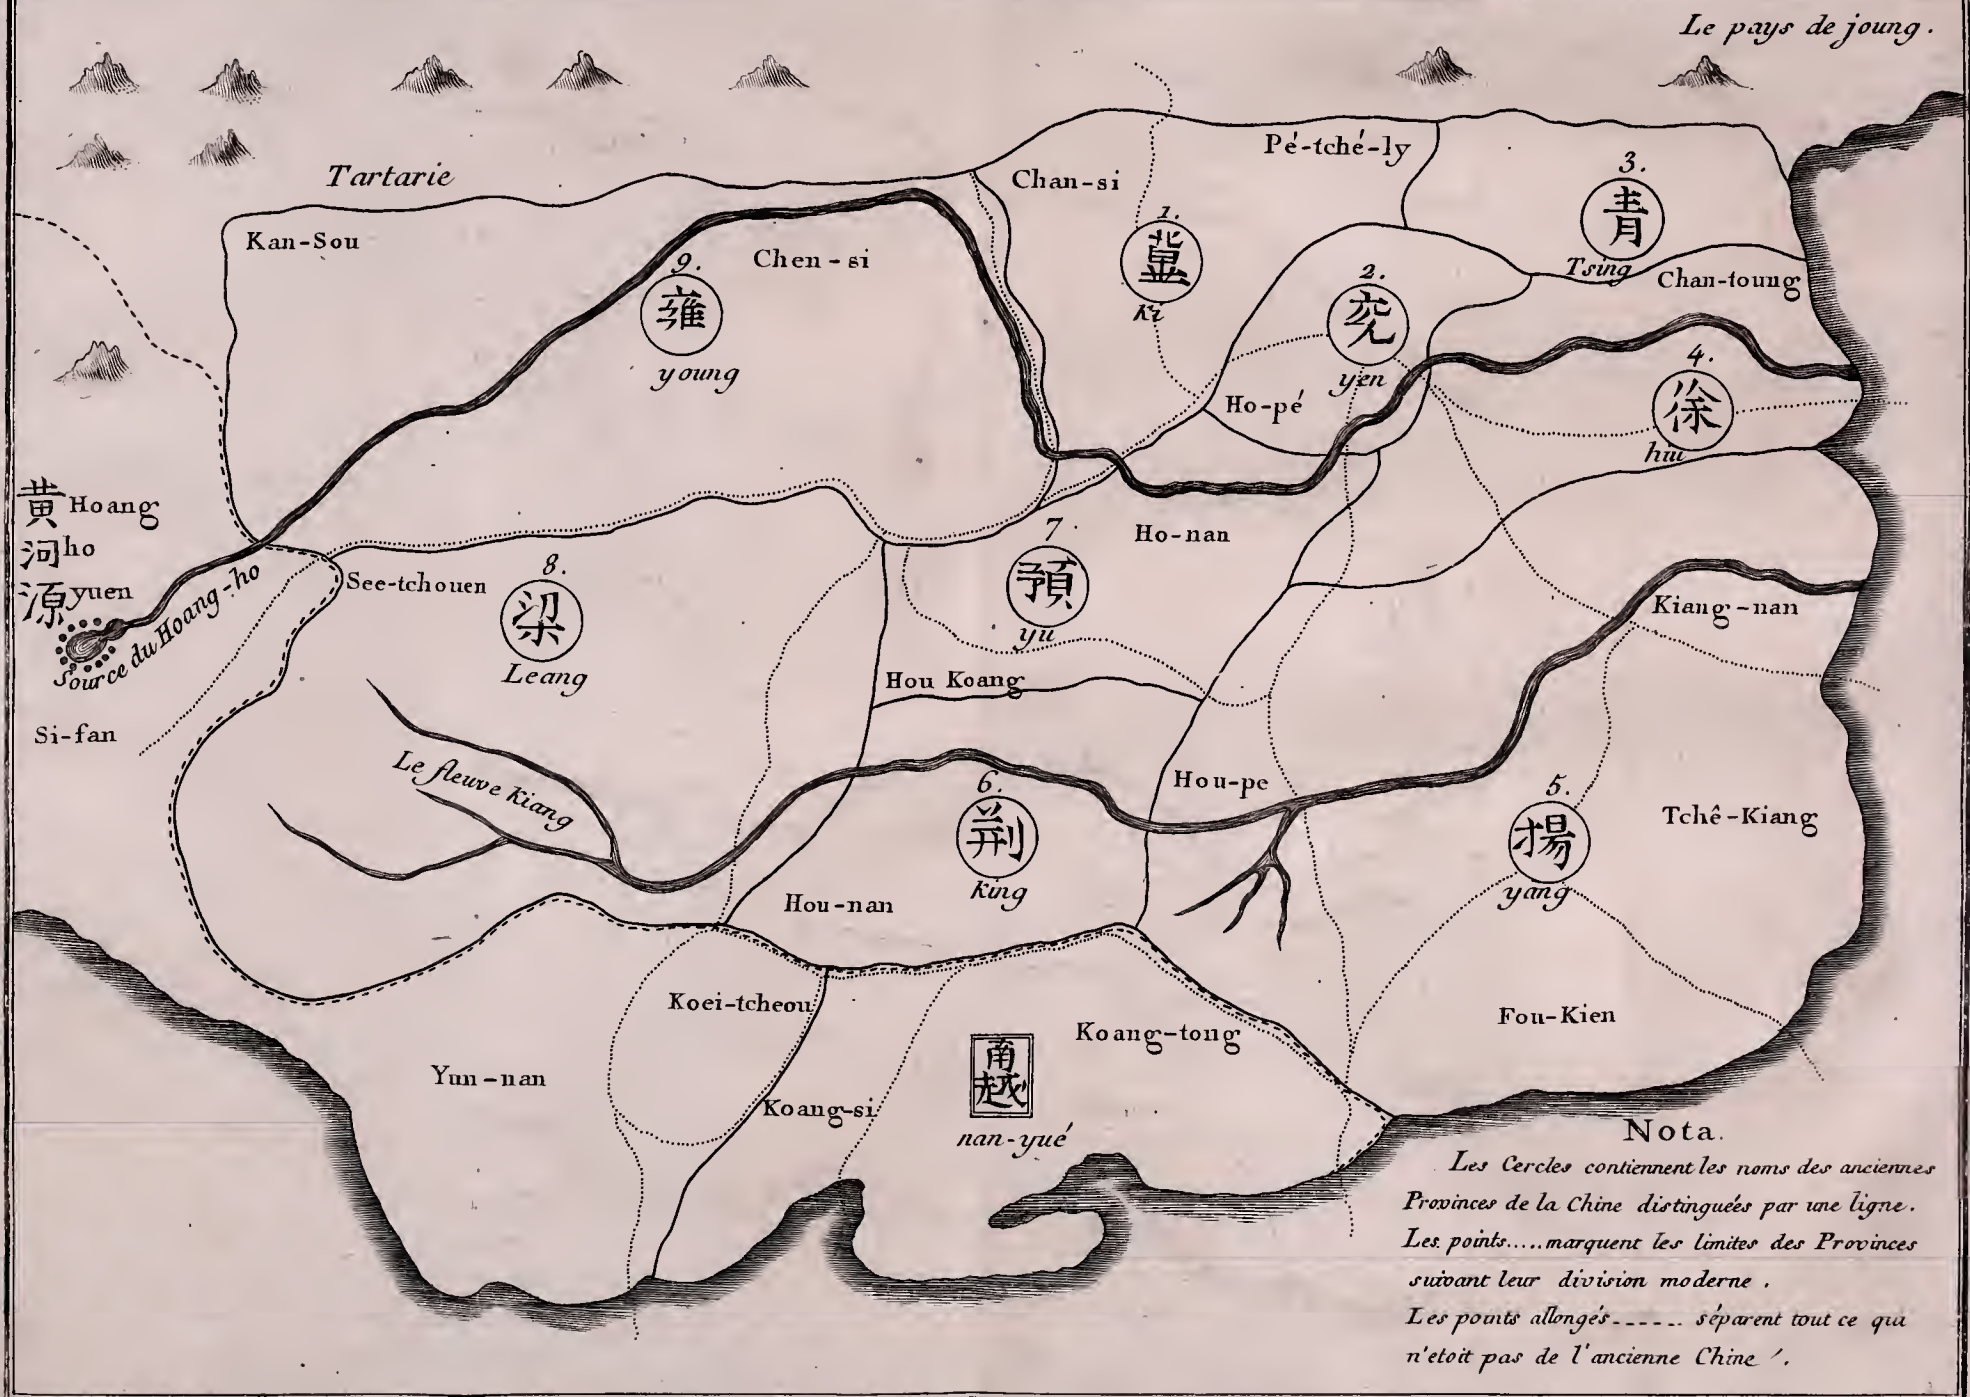 Le pays de joung.
Tartarie
Pé-tché-ly
Chan-si
Kan-Sou
Chen-si
3.
青
Tsing
Chan-toung
1.
冀
Ki
2.
兖
yen
9.
雍
young
4.
徐
hiu
Ho-pé
黄 Hoang
河 ho
源 yuen
Source du Hoang-ho
Si-fan
See-tchouen
8.
梁
Leang
7.
預
yu
Ho-nan
Kiang-nan
Hou Koang
Le fleuve Kiang
Hou-pe
6.
荆
King
5.
揚
yang
Tchê-Kiang
Hou-nan
Koei-tcheou
Yun-nan
Koang-si
Koang-tong
Fou-Kien
南
越
nan-yué
Nota.
Les Cercles contiennent les noms des anciennes
Provinces de la Chine distinguées par une ligne.
Les points.....marquent les limites des Provinces
suivant leur division moderne.
Les points allongés------ séparent tout ce qui
n'etoit pas de l'ancienne Chine.